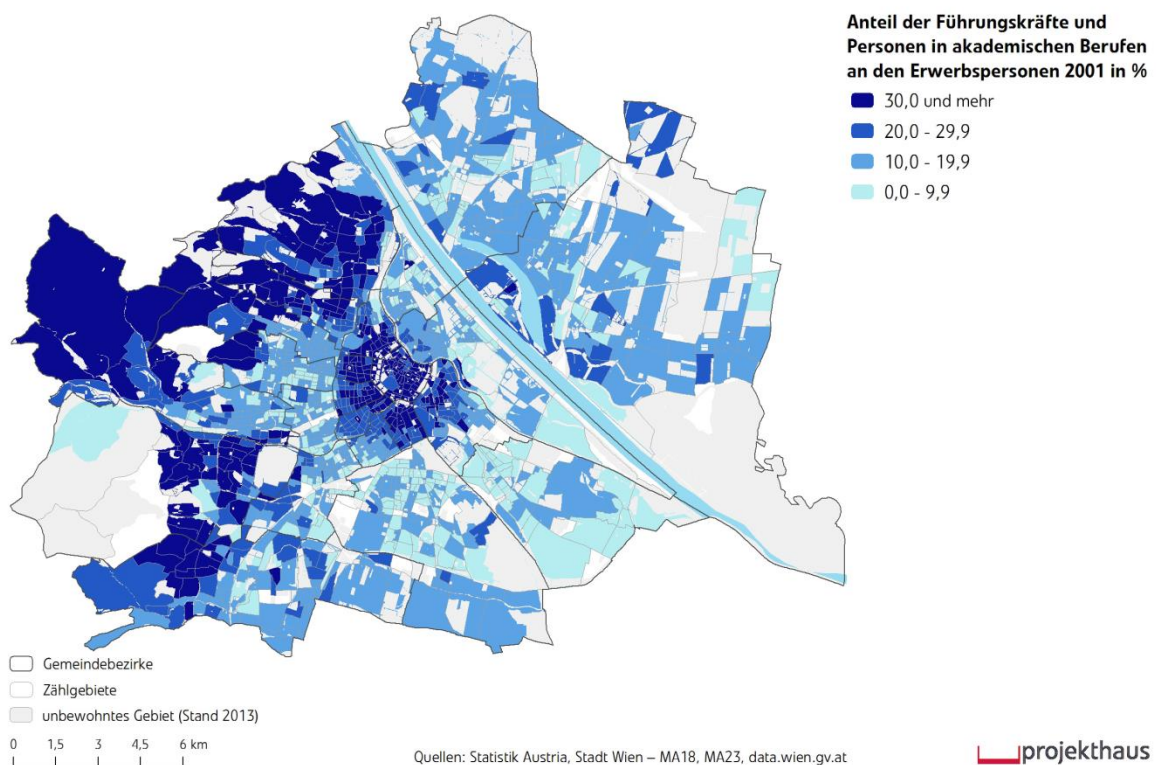 Anteil der Führungskräfte und
Personen in akademischen Berufen
an den Erwerbspersonen 2001 in %
30,0 und mehr
20,0 - 29,9
10,0 - 19,9
0,0 - 9,9
Gemeindebezirke
Zählgebiete
unbewohntes Gebiet (Stand 2013)
0 1,5 3 4,5 6 km
Quellen: Statistik Austria, Stadt Wien – MA18, MA23, data.wien.gv.at
projekthaus